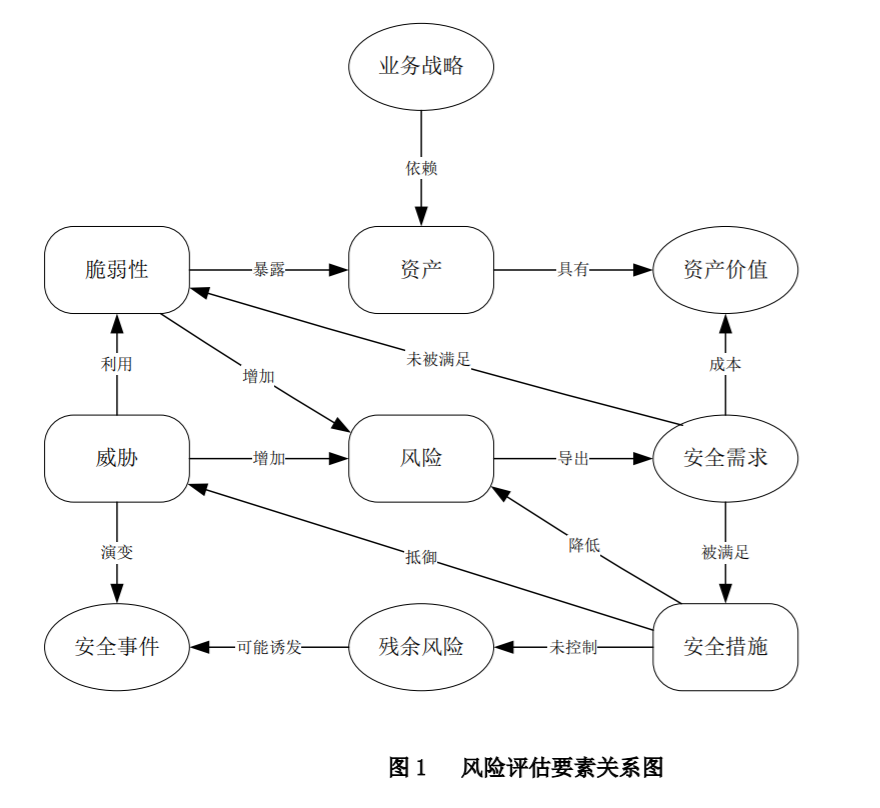 业务战略
依赖
脆弱性
暴露
资产
具有
资产价值
利用
增加
未被满足
成本
威胁
增加
风险
导出
安全需求
演变
抵御
降低
被满足
安全事件
可能诱发
残余风险
未控制
安全措施
图 1 风险评估要素关系图